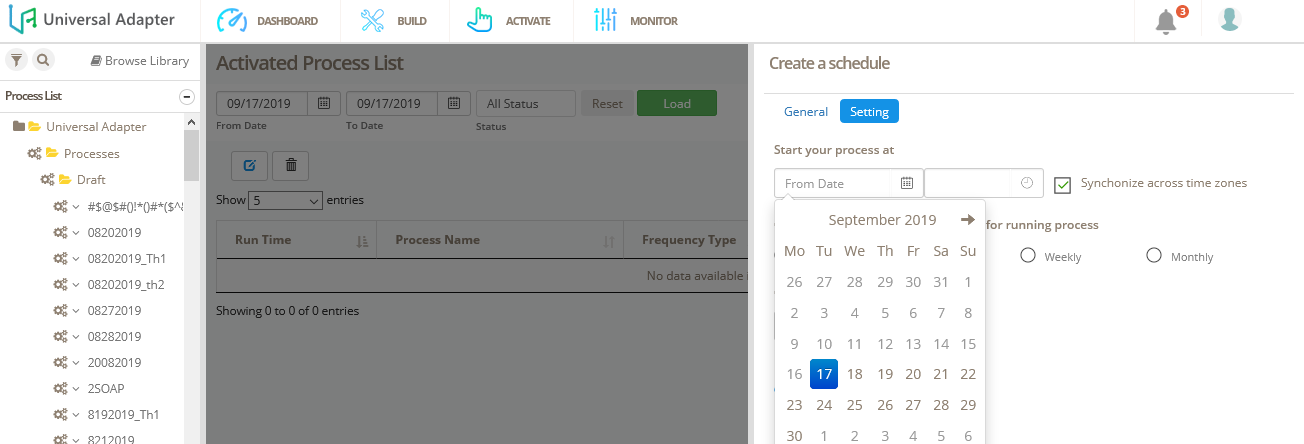 Universal Adapter
DASHBOARD
BUILD
ACTIVATE
MONITOR
3
Browse Library
Process List
Universal Adapter
Processes
Draft
#$@$#()!*()#*($^&
08202019
08202019_Th1
08202019_th2
08272019
08282019
20082019
2SOAP
8192019_Th1
8212019
Activated Process List
09/17/2019
09/17/2019
All Status
Reset
Load
From Date
To Date
Status
Show 5 entries
Run Time
Process Name
Frequency Type
No data available
Showing 0 to 0 of 0 entries
Create a schedule
General
Setting
Start your process at
From Date
Synchonize across time zones
for running process
Weekly
Monthly
September 2019
Mo Tu We Th Fr Sa Su
26 27 28 29 30 31 1
2 3 4 5 6 7 8
9 10 11 12 13 14 15
16 17 18 19 20 21 22
23 24 25 26 27 28 29
30 1 2 3 4 5 6